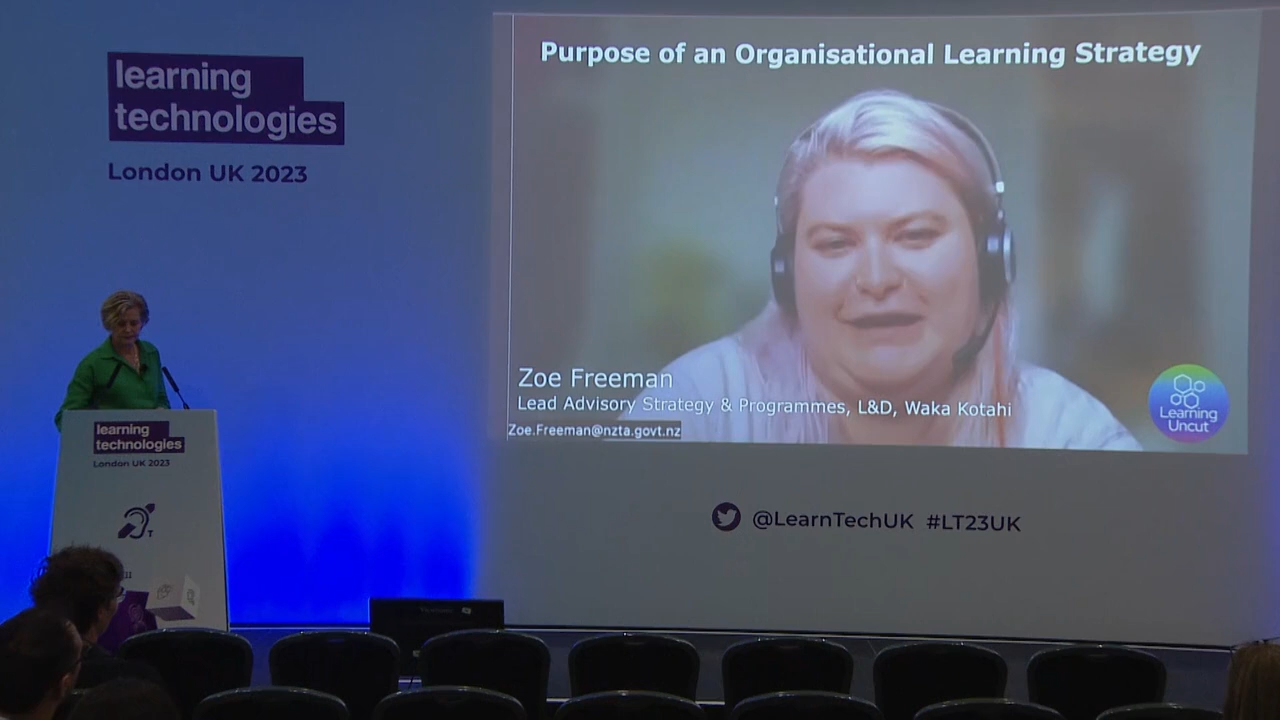 learning
technologies
London UK 2023
Purpose of an Organisational Learning Strategy
Zoe Freeman
Lead Advisory Strategy & Programmes, L&D, Waka Kotahi
Zoe.Freeman@nzta.govt.nz
Learning
Uncut
@LearnTechUK #LT23UK
learning
technologies
London UK 2023
T